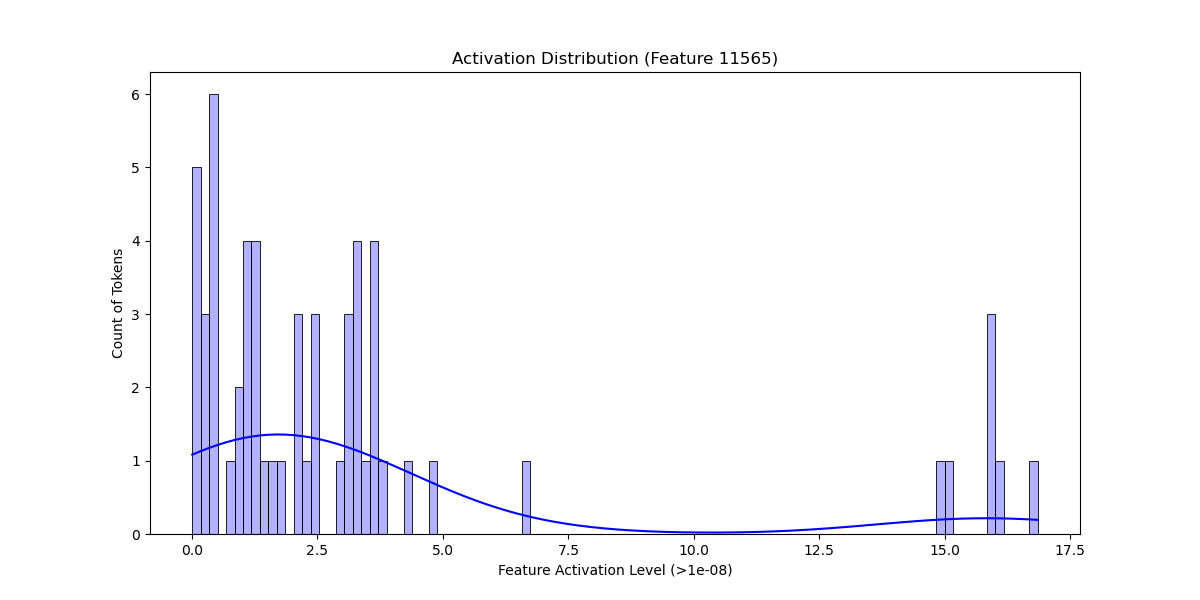 Activation Distribution (Feature 11565)
6
5
4
3
2
1
0
Count of Tokens
0.0 2.5 5.0 7.5 10.0 12.5 15.0 17.5
Feature Activation Level (>1e-08)